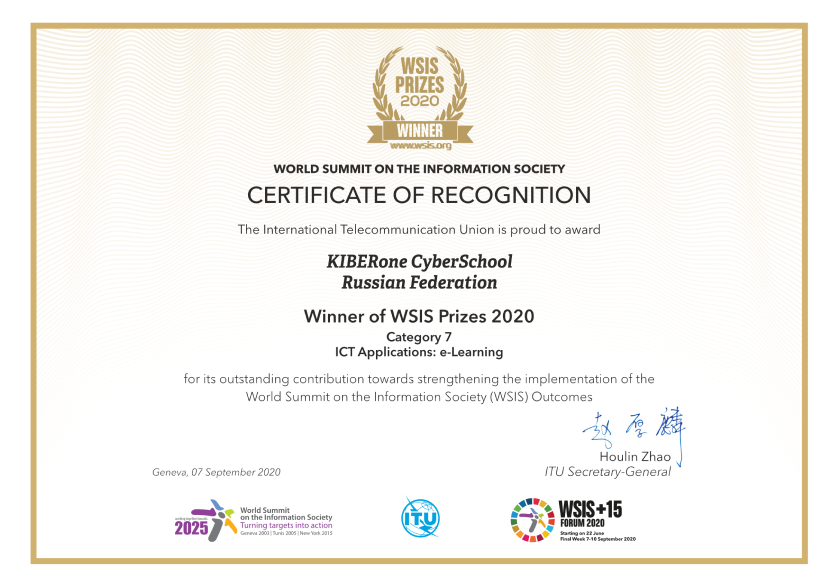 WSIS
PRIZES
2020
WINNER
www.wsis.org
WORLD SUMMIT ON THE INFORMATION SOCIETY
CERTIFICATE OF RECOGNITION
The International Telecommunication Union is proud to award
KIBERone CyberSchool
Russian Federation
Winner of WSIS Prizes 2020
Category 7
ICT Applications: e-Learning
for its outstanding contribution towards strengthening the implementation of the
World Summit on the Information Society (WSIS) Outcomes
赵厚麟
Houlin Zhao
ITU Secretary-General
Geneva, 07 September 2020
2025
World Summit
on the Information Society
Turning targets into action
Geneva 2003 | Tunis 2005 | New York 2015
ITU
WSIS+15
FORUM 2020
Starting on 22 June
Final Week 7-10 September 2020